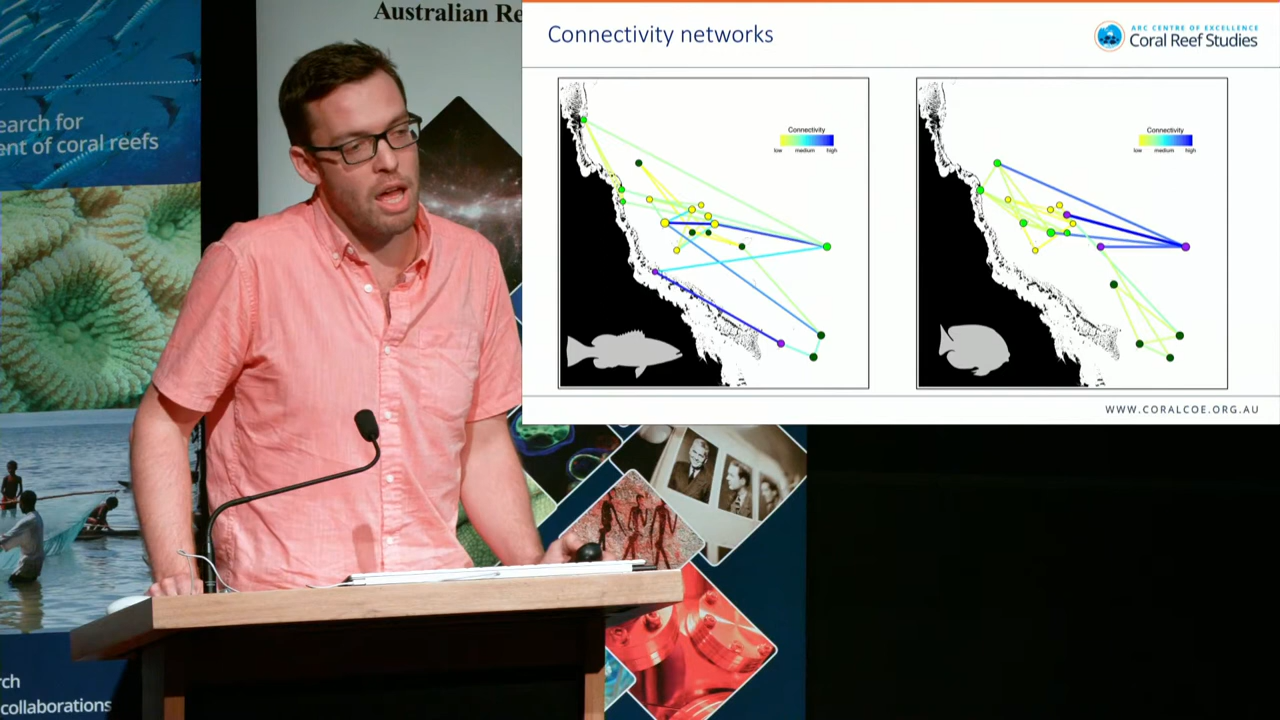 Australian Re
earch for
ent of coral reefs
rch
collaborations
Connectivity networks
ARC CENTRE OF EXCELLENCE
Coral Reef Studies
Connectivity
low medium high
Connectivity
low medium high
WWW.CORALCOE.ORG.AU